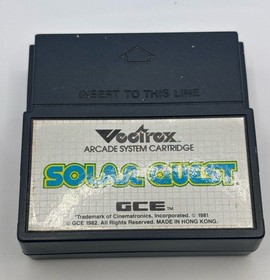 INSERT TO THIS LINE
Vectrex
ARCADE SYSTEM CARTRIDGE
SOLAR QUEST
GCE™
*Trademark of Cinematronics, Incorporated. © 1981
© GCE 1982. All Rights Reserved. MADE IN HONG KONG.